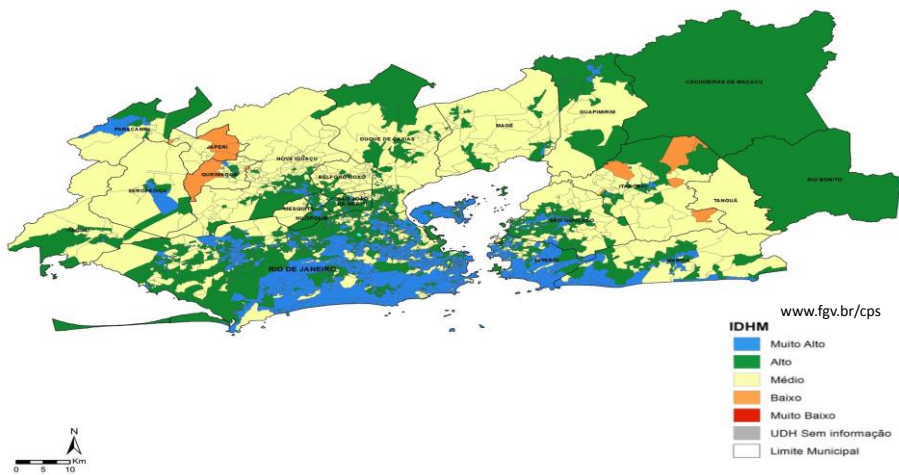 CACHOEIRAS DE MACACU
GUAPIMIRIM
PARACAMBI
MAGÉ
DUQUE DE CAXIAS
JAPERI
NOVA IGUAÇU
QUEIMADOS
BELFORD ROXO
RIO BONITO
SEROPÉDICA
ITABORAÍ
SÃO JOÃO
TANGUÁ
MESQUITA
NILÓPOLIS
SÃO GONÇALO
RIO DE JANEIRO
NITERÓI
MARICÁ
www.fgv.br/cps
IDHM
Muito Alto
Alto
Médio
Baixo
Muito Baixo
UDH Sem informação
Limite Municipal
N
Km
0 5 10